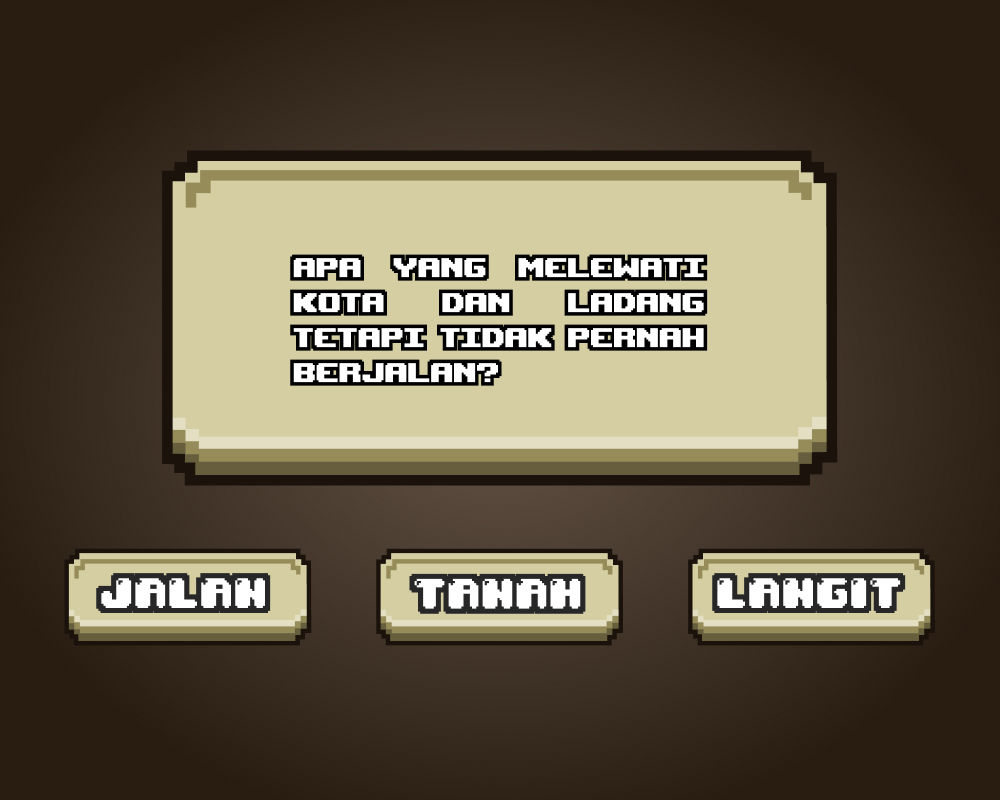 APA YANG MELEWATI
KOTA DAN LADANG
TETAPI TIDAK PERNAH
BERJALAN?
JALAN
TANAH
LANGIT